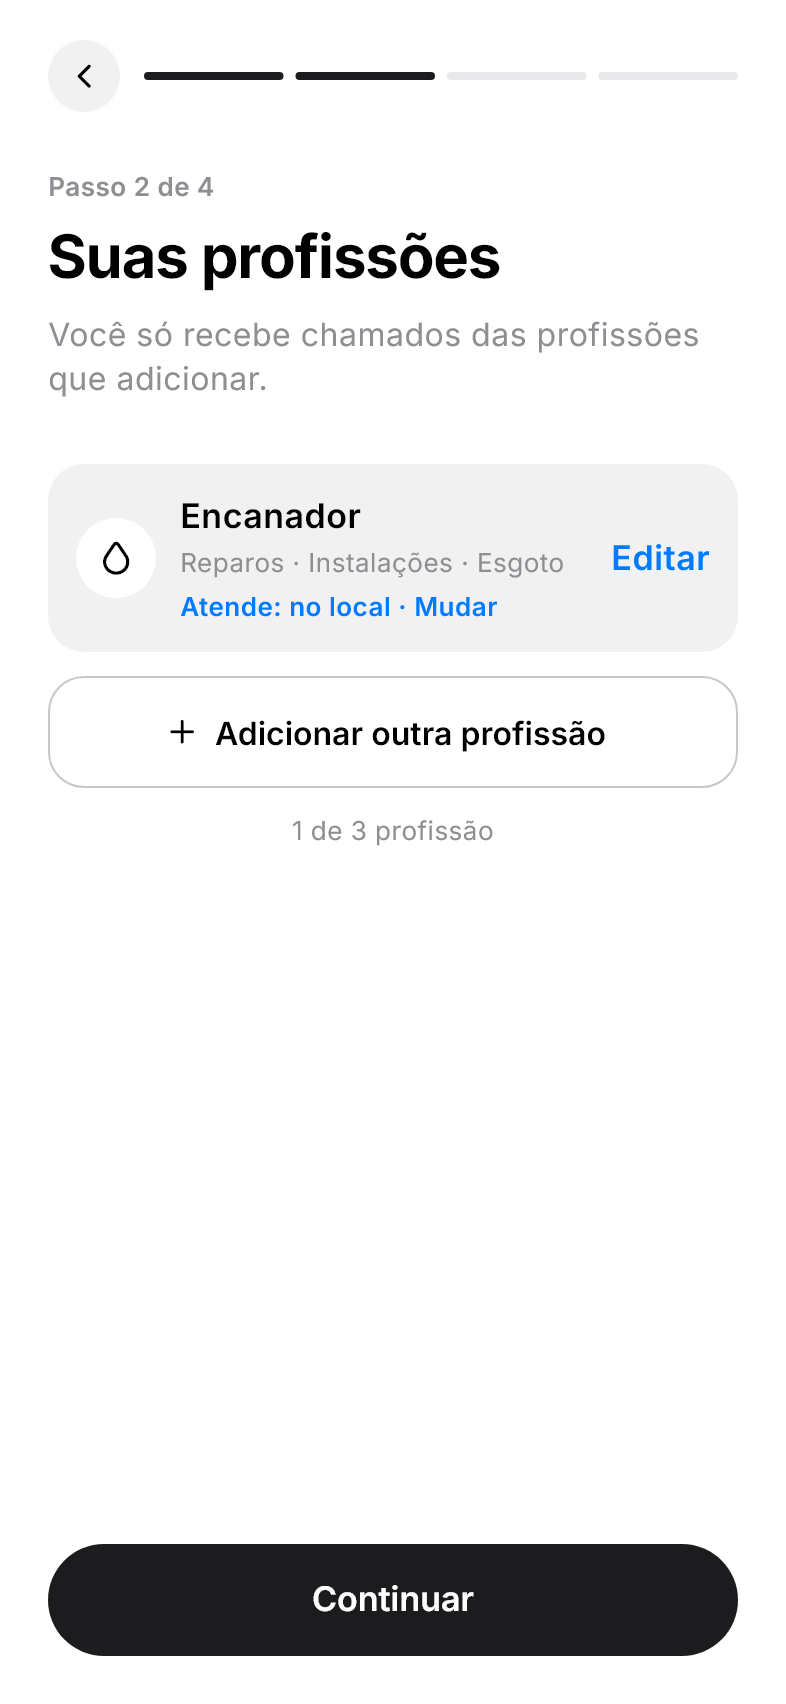 Passo 2 de 4
Suas profissões
Você só recebe chamados das profissões
que adicionar.
Encanador
Reparos · Instalações · Esgoto
Atende: no local · Mudar
Editar
+ Adicionar outra profissão
1 de 3 profissão
Continuar